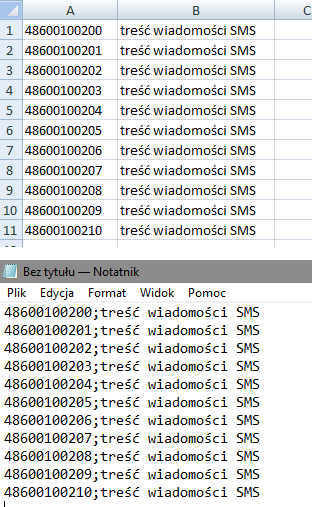 A B C
1 48600100200 treść wiadomości SMS
2 48600100201 treść wiadomości SMS
3 48600100202 treść wiadomości SMS
4 48600100203 treść wiadomości SMS
5 48600100204 treść wiadomości SMS
6 48600100205 treść wiadomości SMS
7 48600100206 treść wiadomości SMS
8 48600100207 treść wiadomości SMS
9 48600100208 treść wiadomości SMS
10 48600100209 treść wiadomości SMS
11 48600100210 treść wiadomości SMS
Bez tytułu — Notatnik
Plik Edycja Format Widok Pomoc
48600100200;treść wiadomości SMS
48600100201;treść wiadomości SMS
48600100202;treść wiadomości SMS
48600100203;treść wiadomości SMS
48600100204;treść wiadomości SMS
48600100205;treść wiadomości SMS
48600100206;treść wiadomości SMS
48600100207;treść wiadomości SMS
48600100208;treść wiadomości SMS
48600100209;treść wiadomości SMS
48600100210;treść wiadomości SMS